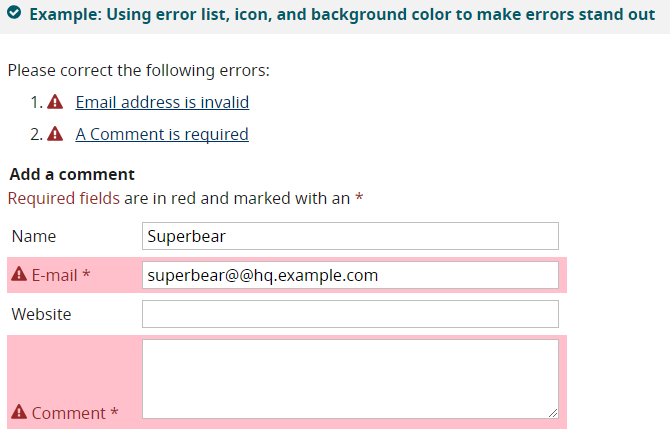 Example: Using error list, icon, and background color to make errors stand out
Please correct the following errors:
1. Email address is invalid
2. A Comment is required
Add a comment
Required fields are in red and marked with an *
Name Superbear
E-mail * superbear@@hq.example.com
Website
Comment *